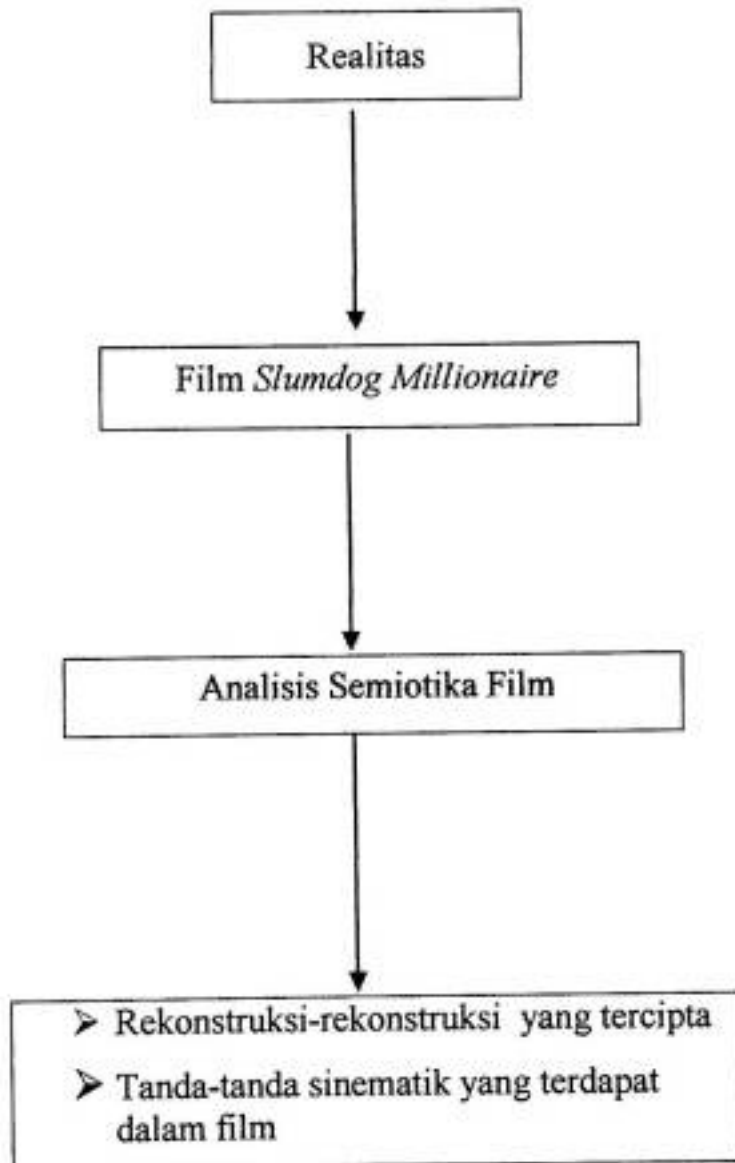 Realitas
Film Slumdog Millionaire
Analisis Semiotika Film
➢ Rekonstruksi-rekonstruksi yang tercipta
➢ Tanda-tanda sinematik yang terdapat
dalam film